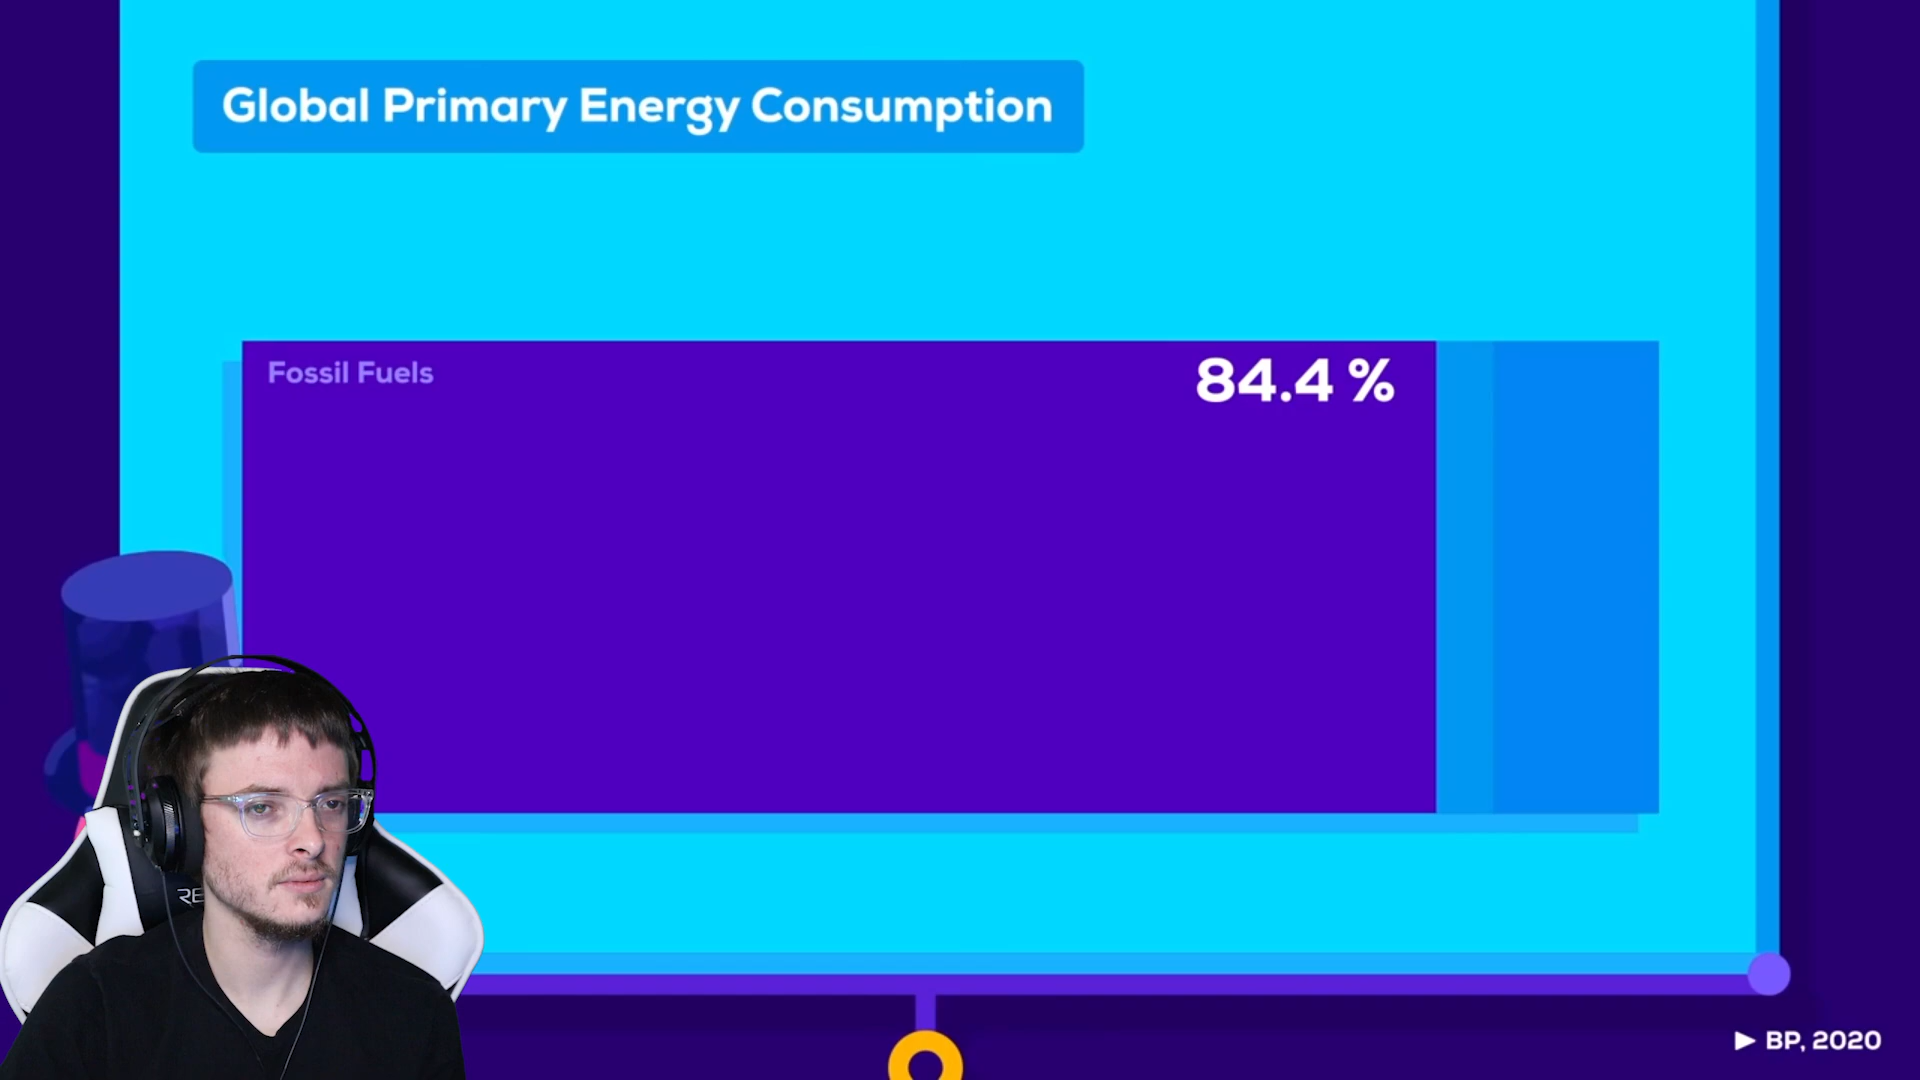 Global Primary Energy Consumption
Fossil Fuels
84.4 %
▶ BP, 2020